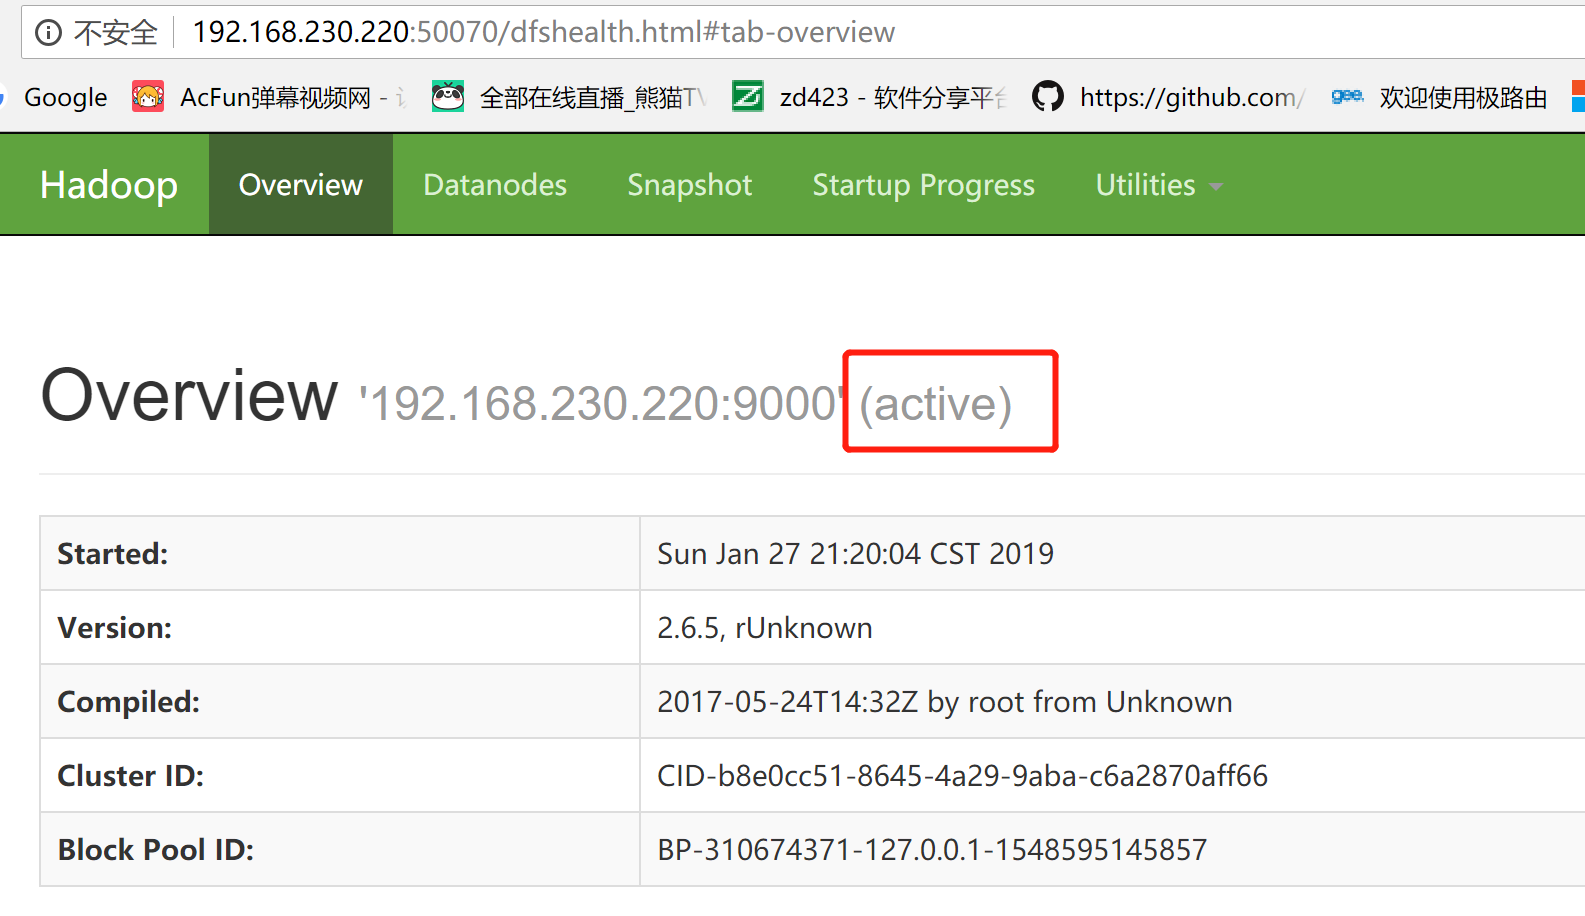 不安全 192.168.230.220:50070/dfshealth.html#tab-overview
Google AcFun弹幕视频网 - 全部在线直播_熊猫TV zd423 - 软件分享平台 https://github.com/ gee. 欢迎使用极路由
Hadoop Overview Datanodes Snapshot Startup Progress Utilities
Overview '192.168.230.220:9000' (active)
Started: Sun Jan 27 21:20:04 CST 2019
Version: 2.6.5, rUnknown
Compiled: 2017-05-24T14:32Z by root from Unknown
Cluster ID: CID-b8e0cc51-8645-4a29-9aba-c6a2870aff66
Block Pool ID: BP-310674371-127.0.0.1-1548595145857